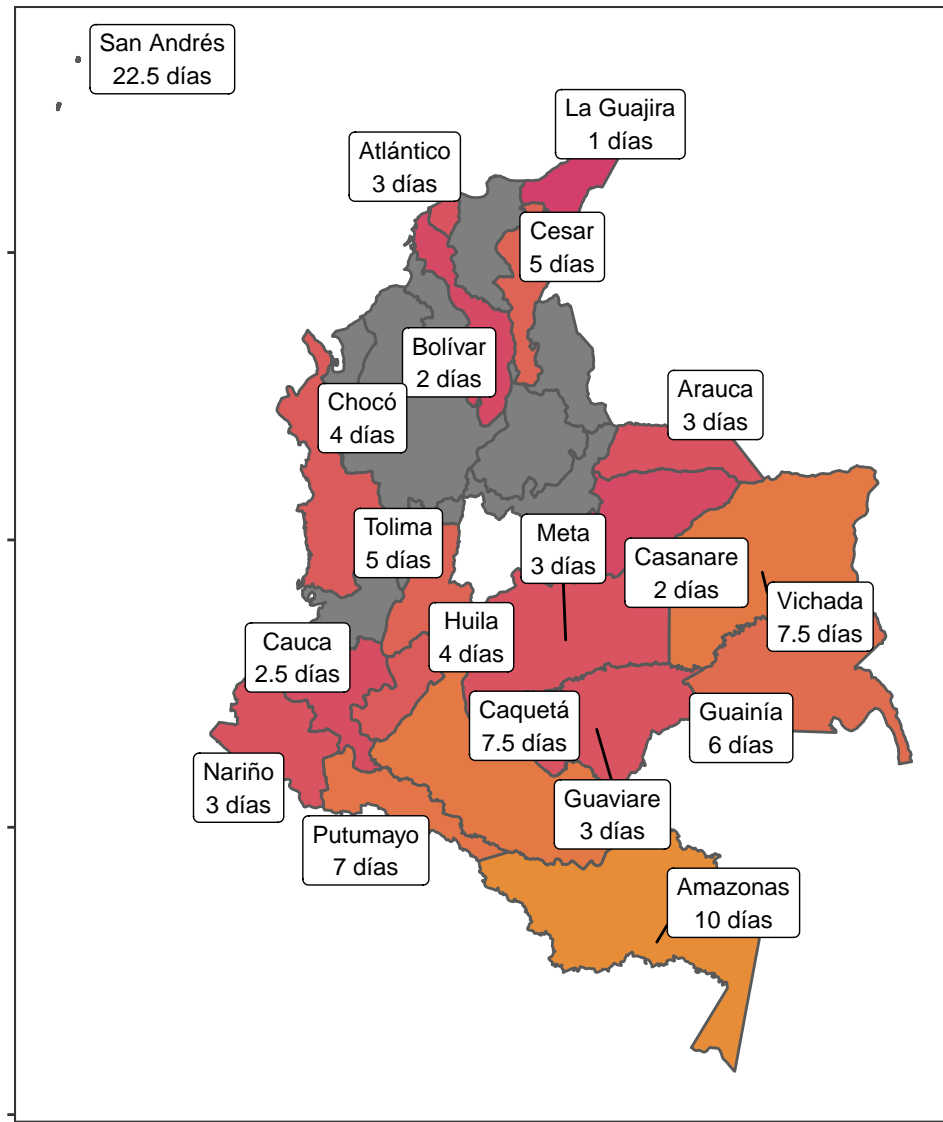 San Andrés
22.5 días
La Guajira
1 días
Atlántico
3 días
Cesar
5 días
Bolívar
2 días
Chocó
4 días
Arauca
3 días
Tolima
5 días
Meta
3 días
Casanare
2 días
Vichada
7.5 días
Huila
4 días
Cauca
2.5 días
Caquetá
7.5 días
Guainía
6 días
Nariño
3 días
Guaviare
3 días
Putumayo
7 días
Amazonas
10 días